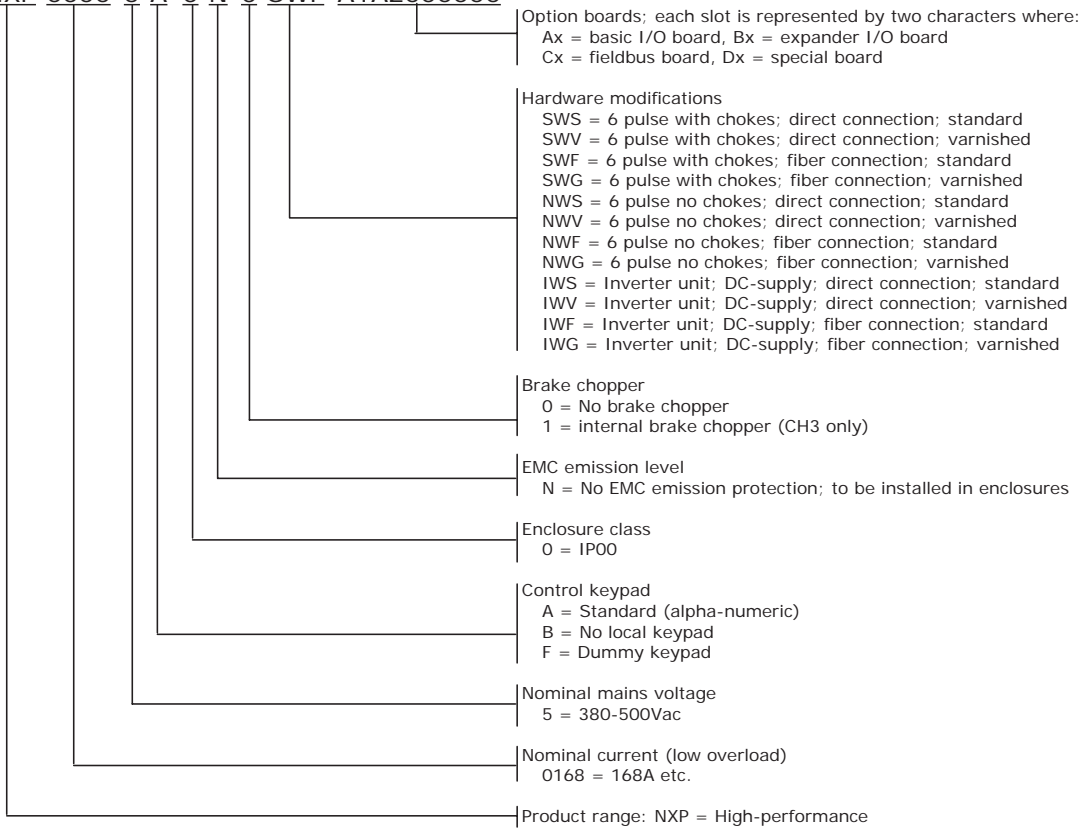 Option boards; each slot is represented by two characters where:
Ax = basic I/O board, Bx = expander I/O board
Cx = fieldbus board, Dx = special board
Hardware modifications
SWS = 6 pulse with chokes; direct connection; standard
SWV = 6 pulse with chokes; direct connection; varnished
SWF = 6 pulse with chokes; fiber connection; standard
SWG = 6 pulse with chokes; fiber connection; varnished
NWS = 6 pulse no chokes; direct connection; standard
NWV = 6 pulse no chokes; direct connection; varnished
NWF = 6 pulse no chokes; fiber connection; standard
NWG = 6 pulse no chokes; fiber connection; varnished
IWS = Inverter unit; DC-supply; direct connection; standard
IWV = Inverter unit; DC-supply; direct connection; varnished
IWF = Inverter unit; DC-supply; fiber connection; standard
IWG = Inverter unit; DC-supply; fiber connection; varnished
Brake chopper
0 = No brake chopper
1 = internal brake chopper (CH3 only)
EMC emission level
N = No EMC emission protection; to be installed in enclosures
Enclosure class
0 = IP00
Control keypad
A = Standard (alpha-numeric)
B = No local keypad
F = Dummy keypad
Nominal mains voltage
5 = 380-500Vac
Nominal current (low overload)
0168 = 168A etc.
Product range: NXP = High-performance